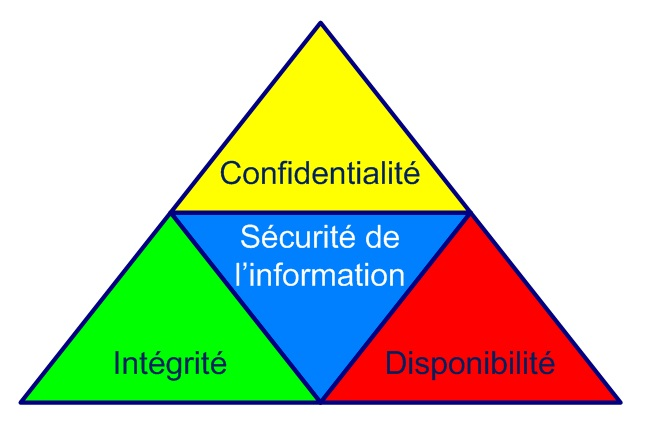 Confidentialité
Sécurité de
l’information
Intégrité
Disponibilité